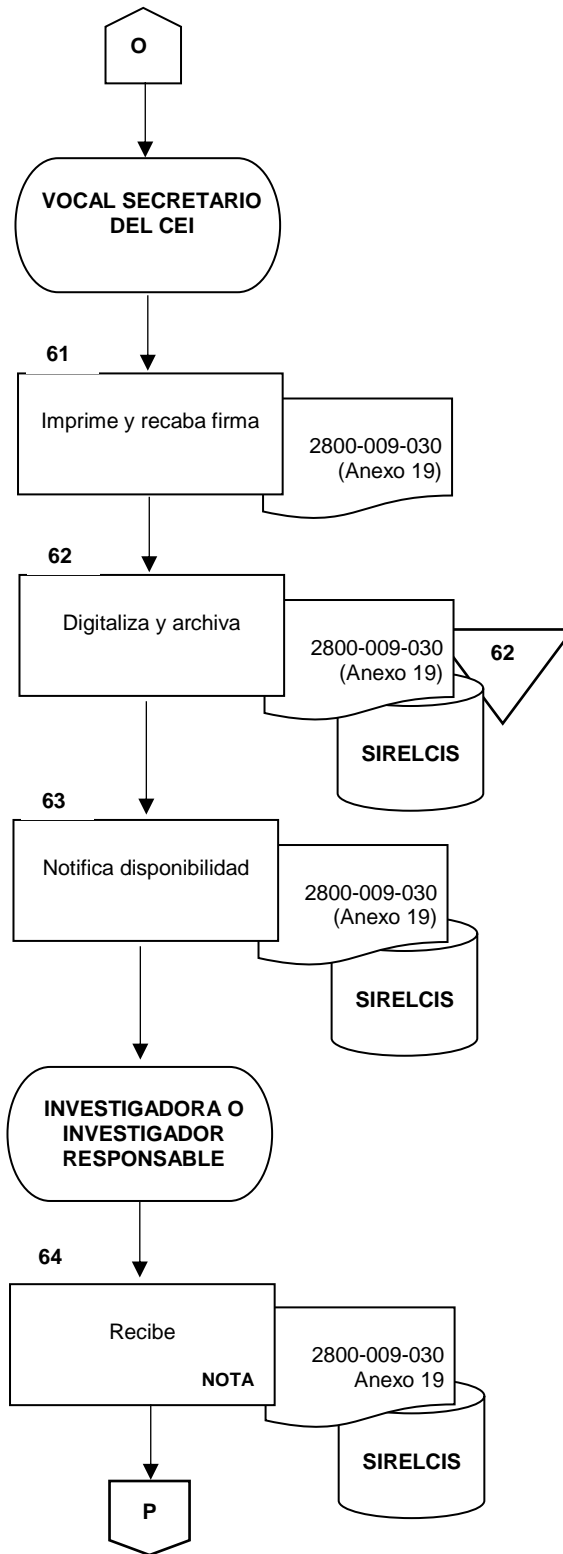 O
VOCAL SECRETARIO
DEL CEI
61
Imprime y recaba firma
2800-009-030
(Anexo 19)
62
Digitaliza y archiva
2800-009-030
(Anexo 19)
62
SIRELCIS
63
Notifica disponibilidad
2800-009-030
(Anexo 19)
SIRELCIS
INVESTIGADORA O
INVESTIGADOR
RESPONSABLE
64
Recibe
NOTA
2800-009-030
Anexo 19
SIRELCIS
P